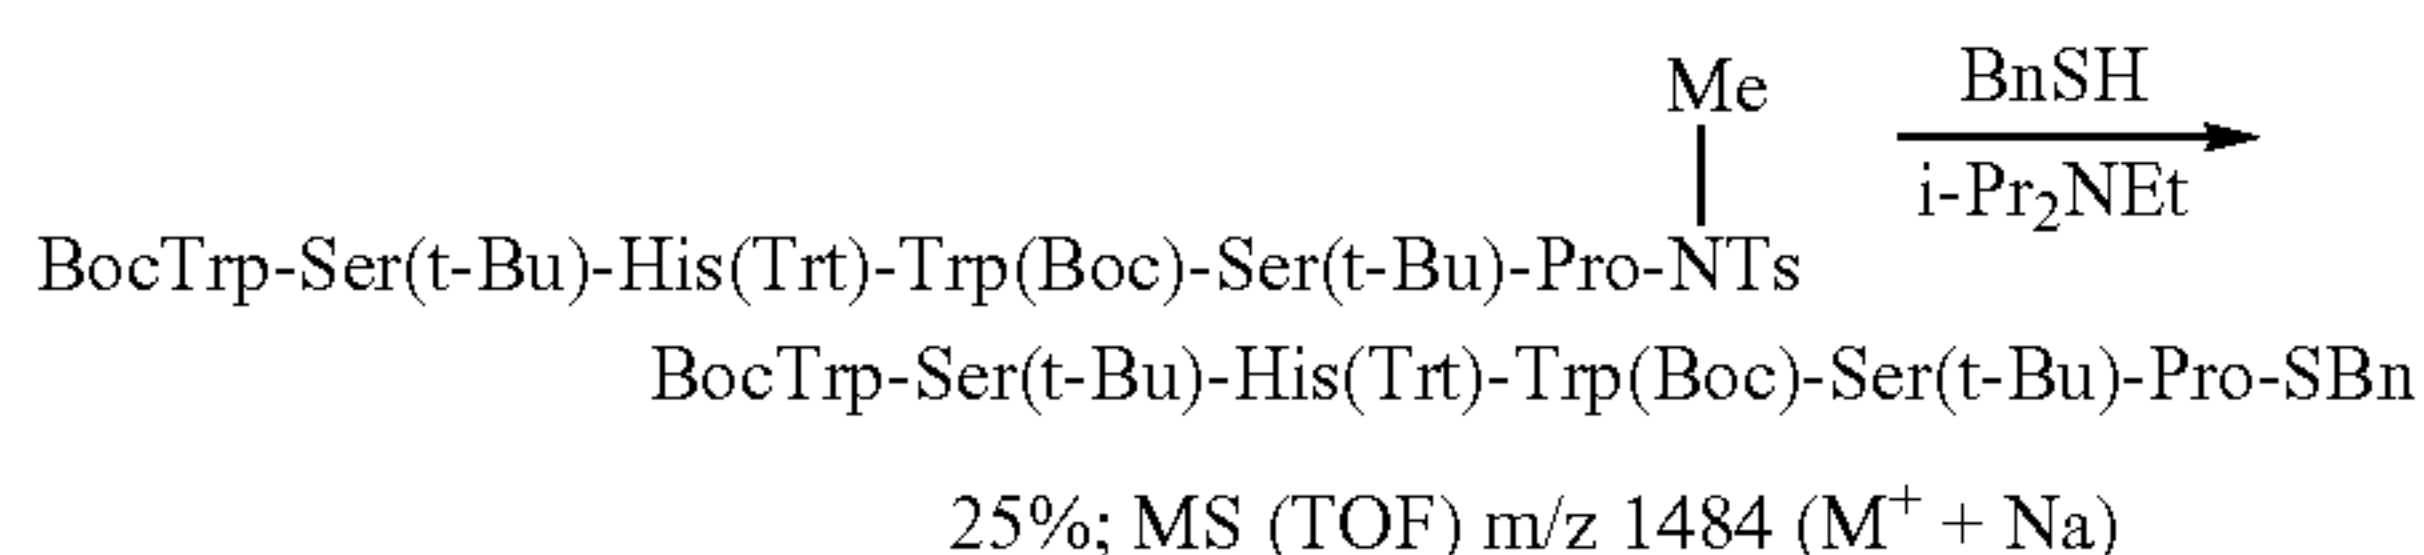 Me
BnSH
i-Pr₂NEt
BocTrp-Ser(t-Bu)-His(Trt)-Trp(Boc)-Ser(t-Bu)-Pro-NTs
BocTrp-Ser(t-Bu)-His(Trt)-Trp(Boc)-Ser(t-Bu)-Pro-SBn
25%; MS (TOF) m/z 1484 (M⁺ + Na)